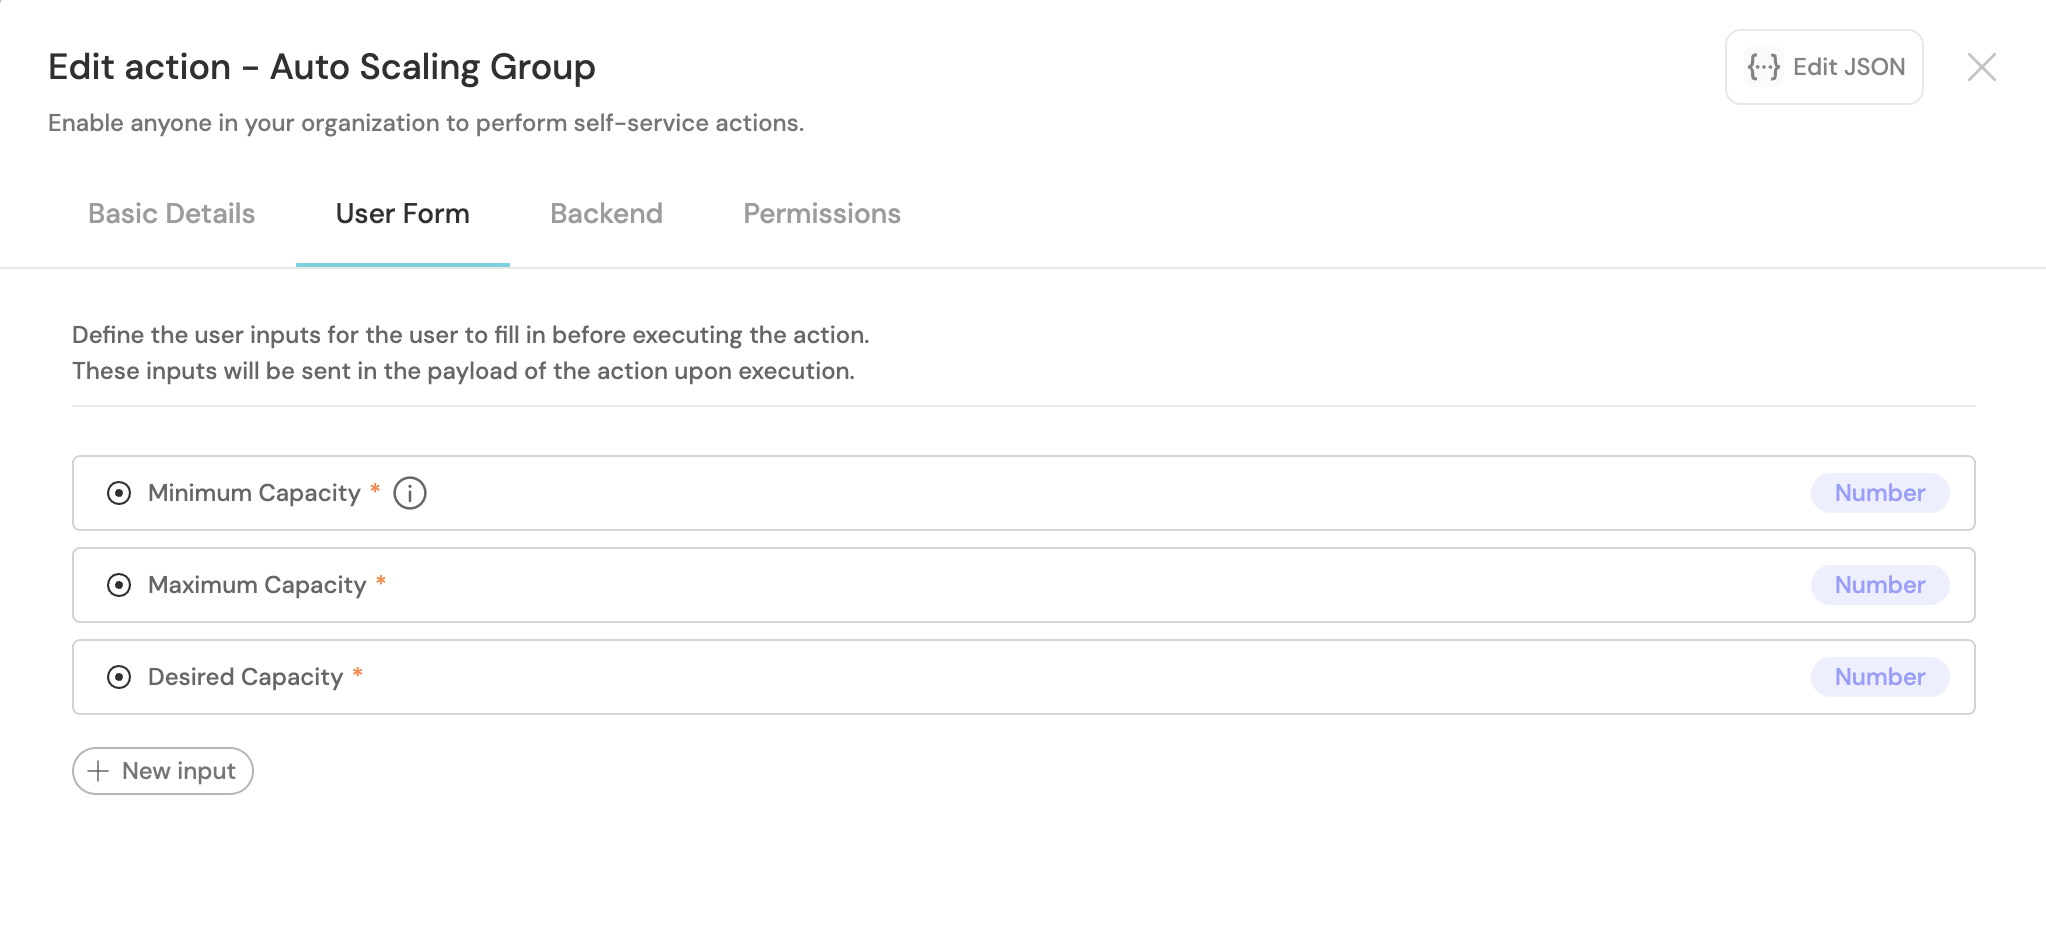 Edit action - Auto Scaling Group
{···} Edit JSON
Enable anyone in your organization to perform self-service actions.
Basic Details
User Form
Backend
Permissions
Define the user inputs for the user to fill in before executing the action.
These inputs will be sent in the payload of the action upon execution.
Minimum Capacity *
Number
Maximum Capacity *
Number
Desired Capacity *
Number
+ New input